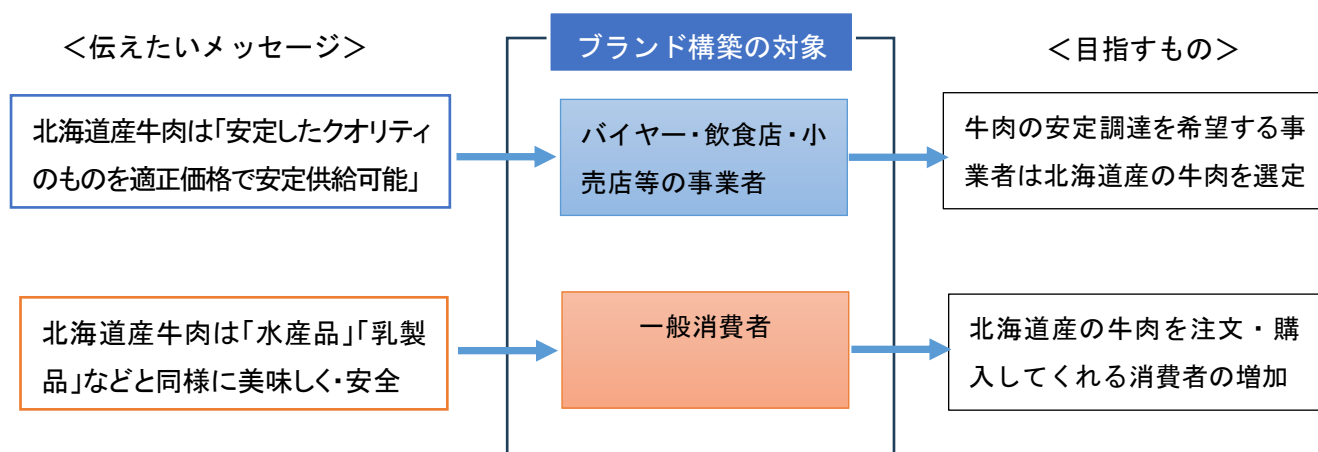 ＜伝えたいメッセージ＞
ブランド構築の対象
＜目指すもの＞
北海道産牛肉は「安定したクオリティ
のものを適正価格で安定供給可能」
バイヤー・飲食店・小
売店等の事業者
牛肉の安定調達を希望する事
業者は北海道産の牛肉を選定
北海道産牛肉は「水産品」「乳製
品」などと同様に美味しく・安全
一般消費者
北海道産の牛肉を注文・購
入してくれる消費者の増加